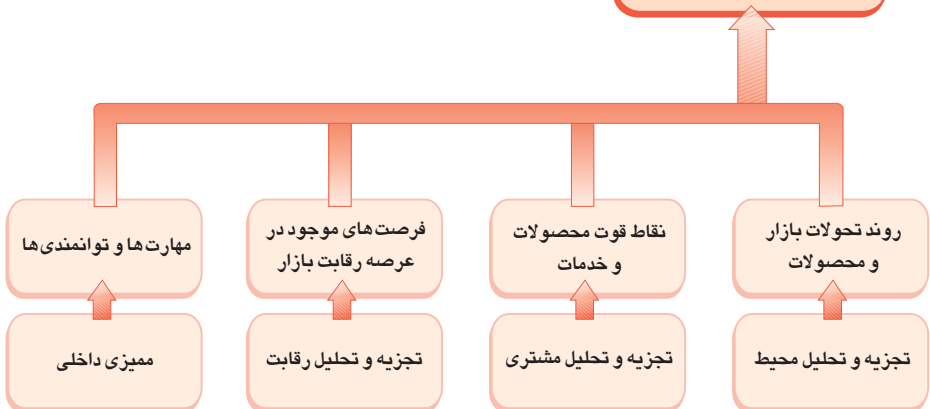 روند تحولات بازار
و محصولات
نقاط قوت محصولات
و خدمات
فرصت‌های موجود در
عرصه رقابت بازار
مهارت‌ها و توانمندی‌ها
تجزیه و تحلیل محیط
تجزیه و تحلیل مشتری
تجزیه و تحلیل رقابت
ممیزی داخلی